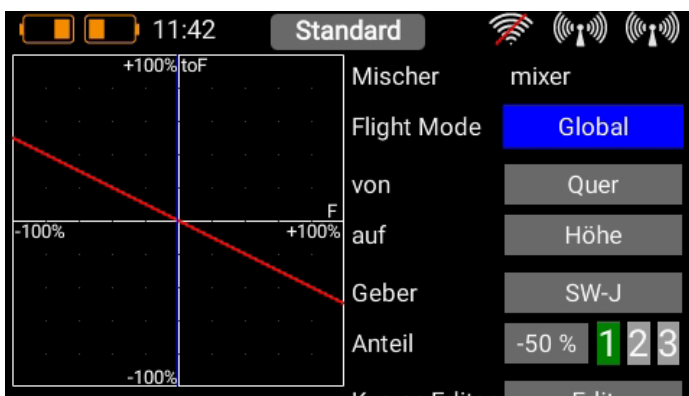 11:42 Standard
+100% toF
F
-100% +100%
-100%
Mischer mixer
Flight Mode Global
von Quer
auf Höhe
Geber SW-J
Anteil -50 % 1 2 3